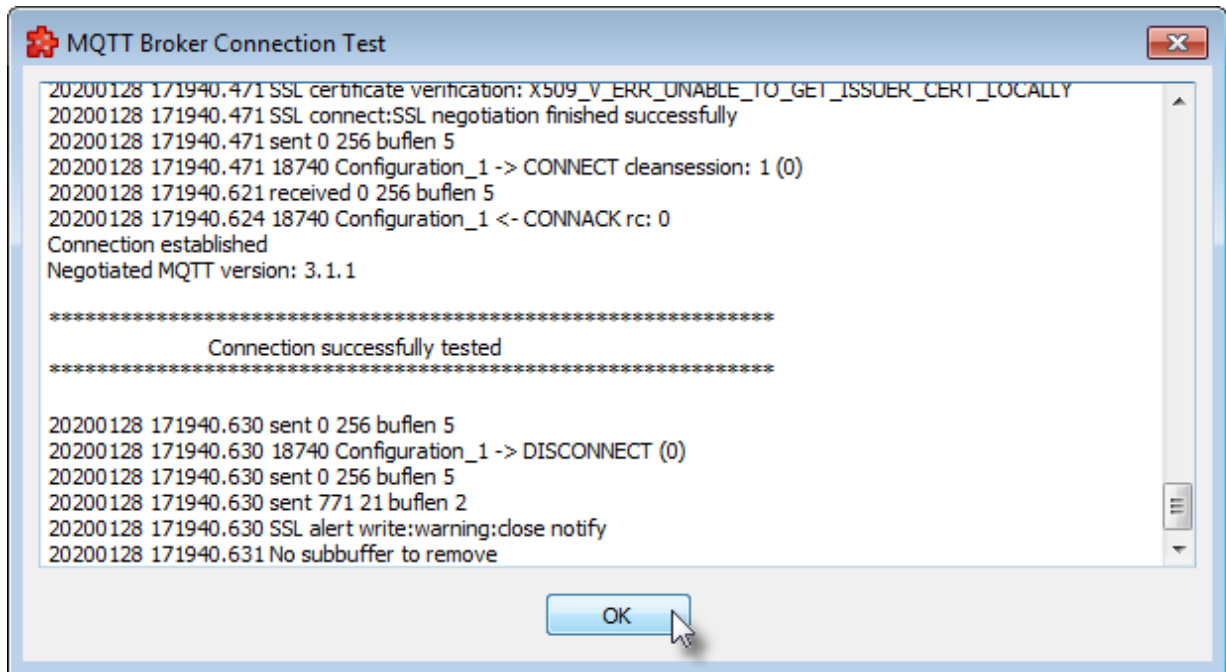 MQTT Broker Connection Test
20200128 171940.471 SSL certificate verification: X509_V_ERR_UNABLE_TO_GET_ISSUER_CERT_LOCALLY
20200128 171940.471 SSL connect:SSL negotiation finished successfully
20200128 171940.471 sent 0 256 buflen 5
20200128 171940.471 18740 Configuration_1 -> CONNECT cleansession: 1 (0)
20200128 171940.621 received 0 256 buflen 5
20200128 171940.624 18740 Configuration_1 <- CONNACK rc: 0
Connection established
Negotiated MQTT version: 3.1.1
*************************************************************
Connection successfully tested
*************************************************************
20200128 171940.630 sent 0 256 buflen 5
20200128 171940.630 18740 Configuration_1 -> DISCONNECT (0)
20200128 171940.630 sent 0 256 buflen 5
20200128 171940.630 sent 771 21 buflen 2
20200128 171940.630 SSL alert write:warning:close notify
20200128 171940.631 No subbuffer to remove
OK